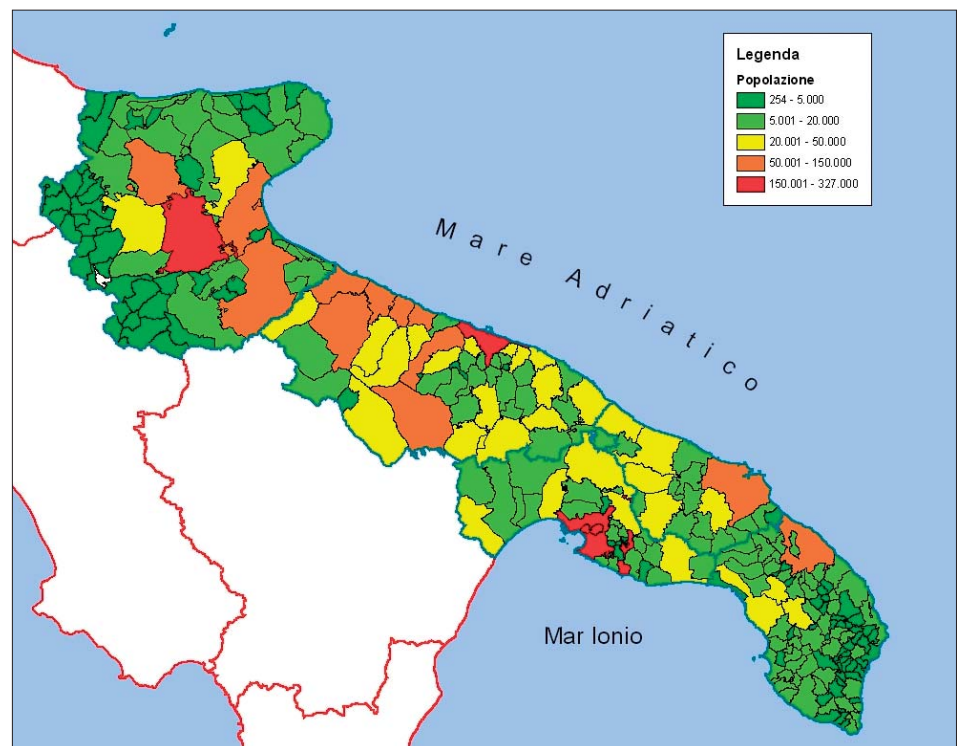 Legenda
Popolazione
254 - 5.000
5.001 - 20.000
20.001 - 50.000
50.001 - 150.000
150.001 - 327.000
Mare Adriatico
Mar Ionio